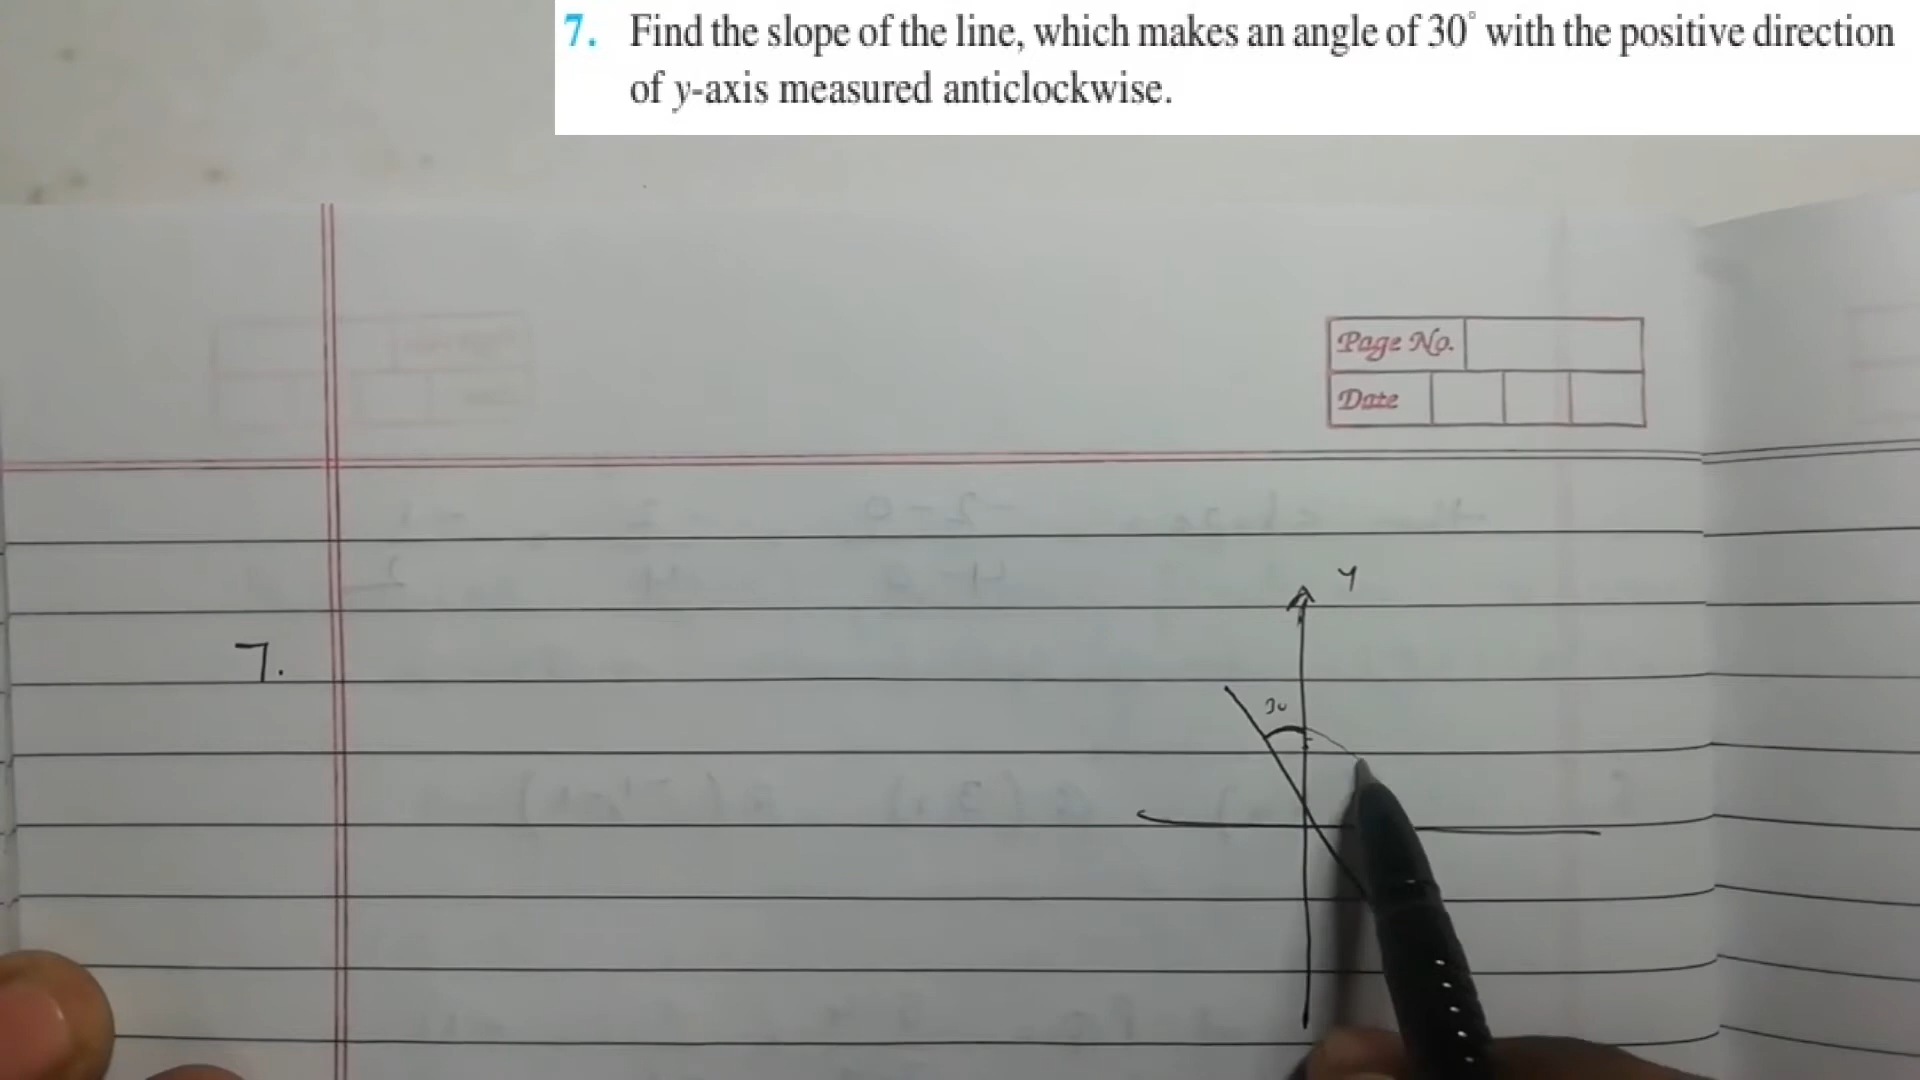 7. Find the slope of the line, which makes an angle of 30° with the positive direction
of y-axis measured anticlockwise.
Page No.
Date
Y
7.
30